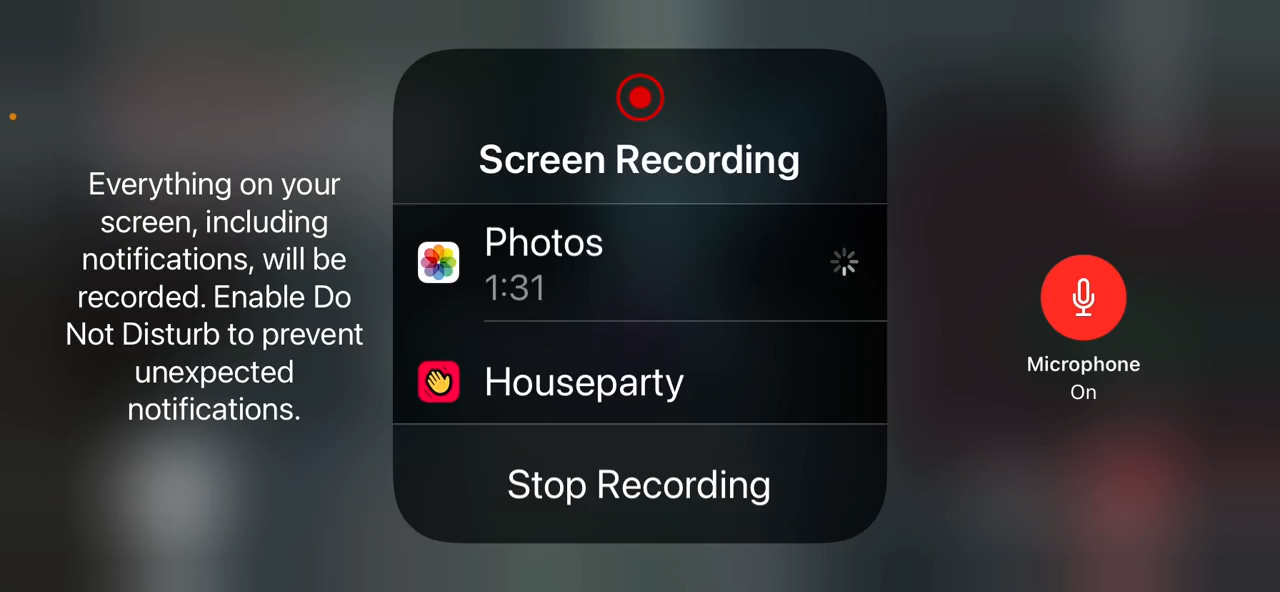 Everything on your
screen, including
notifications, will be
recorded. Enable Do
Not Disturb to prevent
unexpected
notifications.
Screen Recording
Photos
1:31
Houseparty
Stop Recording
Microphone
On